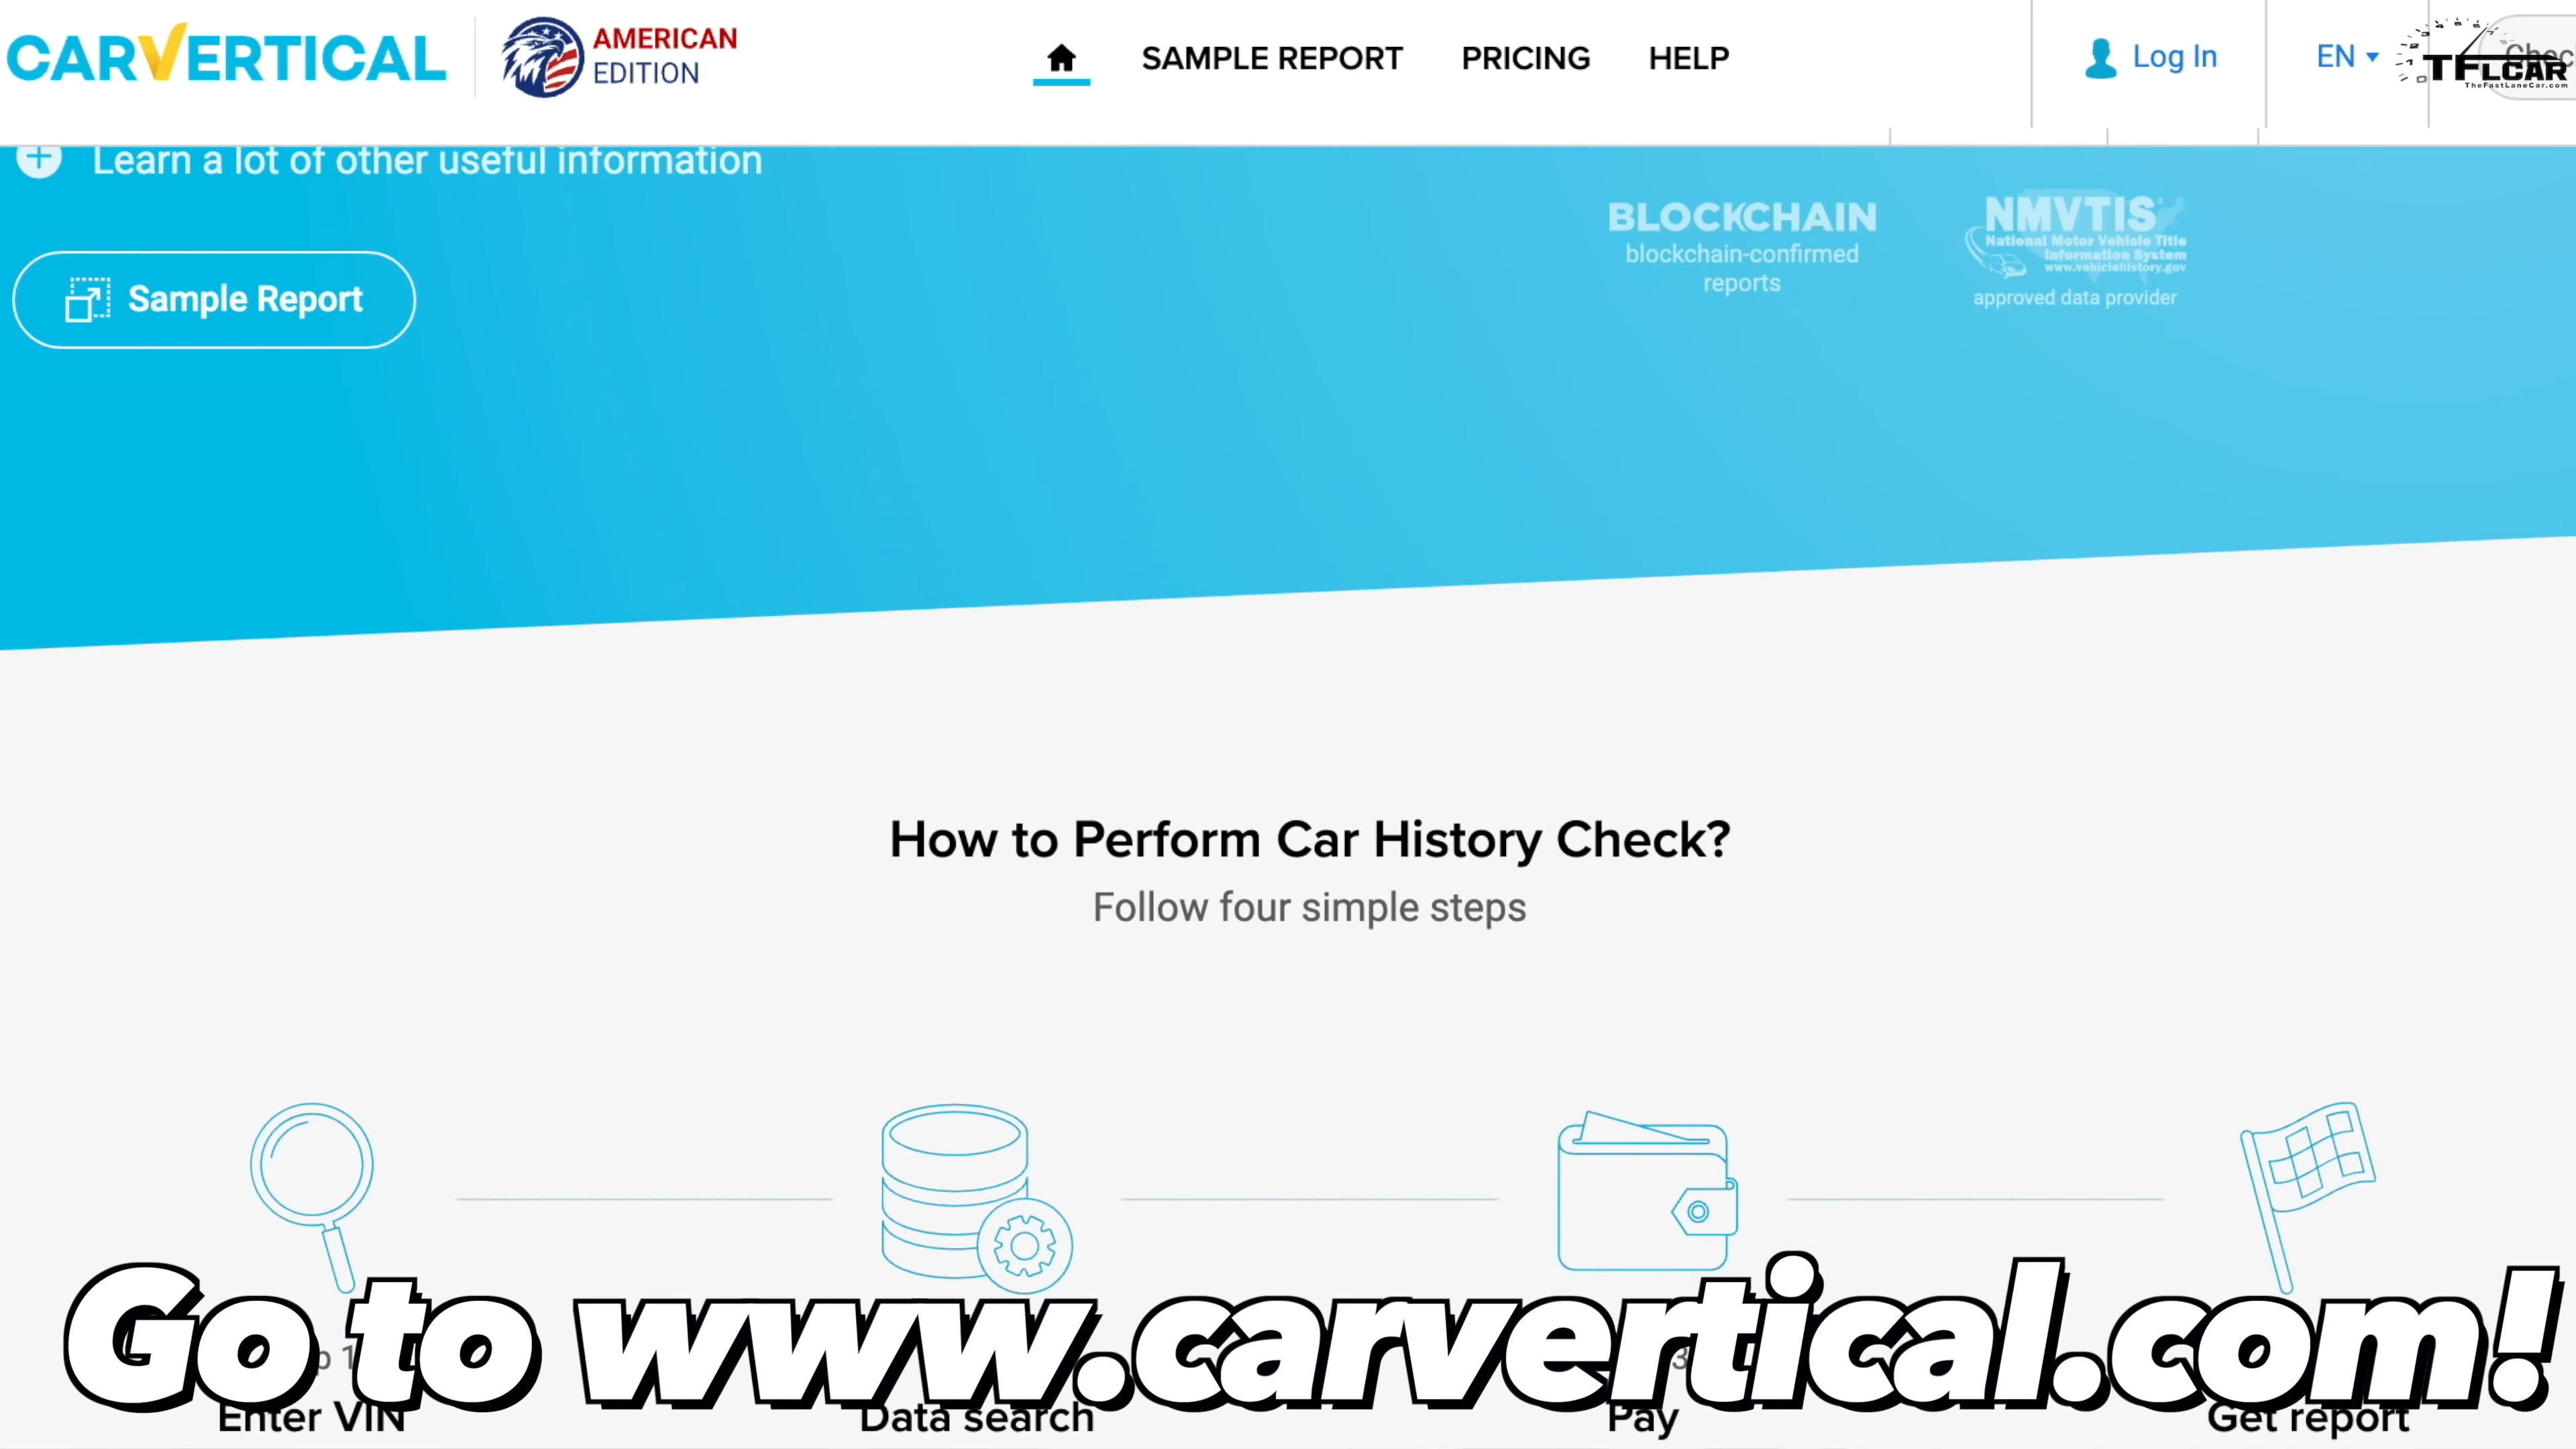 CARVERTICAL
AMERICAN
EDITION
SAMPLE REPORT
PRICING
HELP
Log In
EN
TFLCAR
TheFastLaneCar.com
Learn a lot of other useful information
Sample Report
BLOCKCHAIN
blockchain-confirmed
reports
NMVTIS
National Motor Vehicle Title
Information System
www.vehiclehistory.gov
approved data provider
How to Perform Car History Check?
Follow four simple steps
Go to www.carvertical.com!
Enter VIN
Data search
Pay
Get report